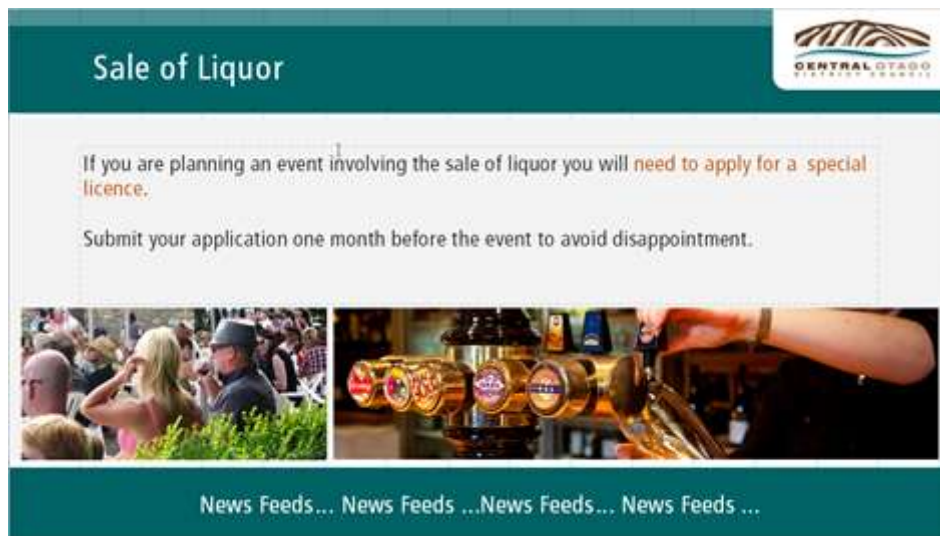 Sale of Liquor
CENTRAL OTAGO
DISTRICT COUNCIL
If you are planning an event involving the sale of liquor you will need to apply for a special
licence.
Submit your application one month before the event to avoid disappointment.
News Feeds... News Feeds ...News Feeds... News Feeds ...